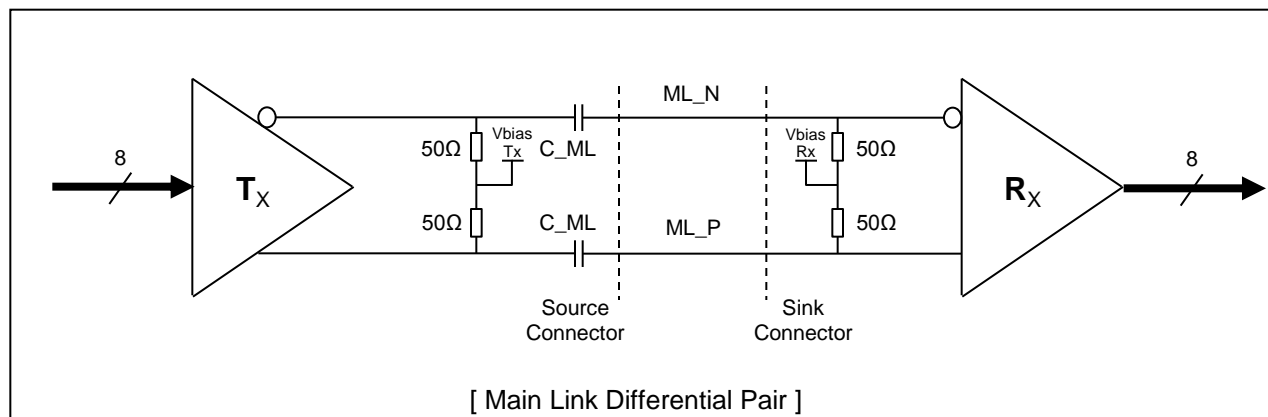 ML_N
8
TX
50Ω
Vbias
Tx
C_ML
Vbias
Rx
50Ω
RX
8
50Ω
C_ML
ML_P
50Ω
Source
Connector
Sink
Connector
[ Main Link Differential Pair ]